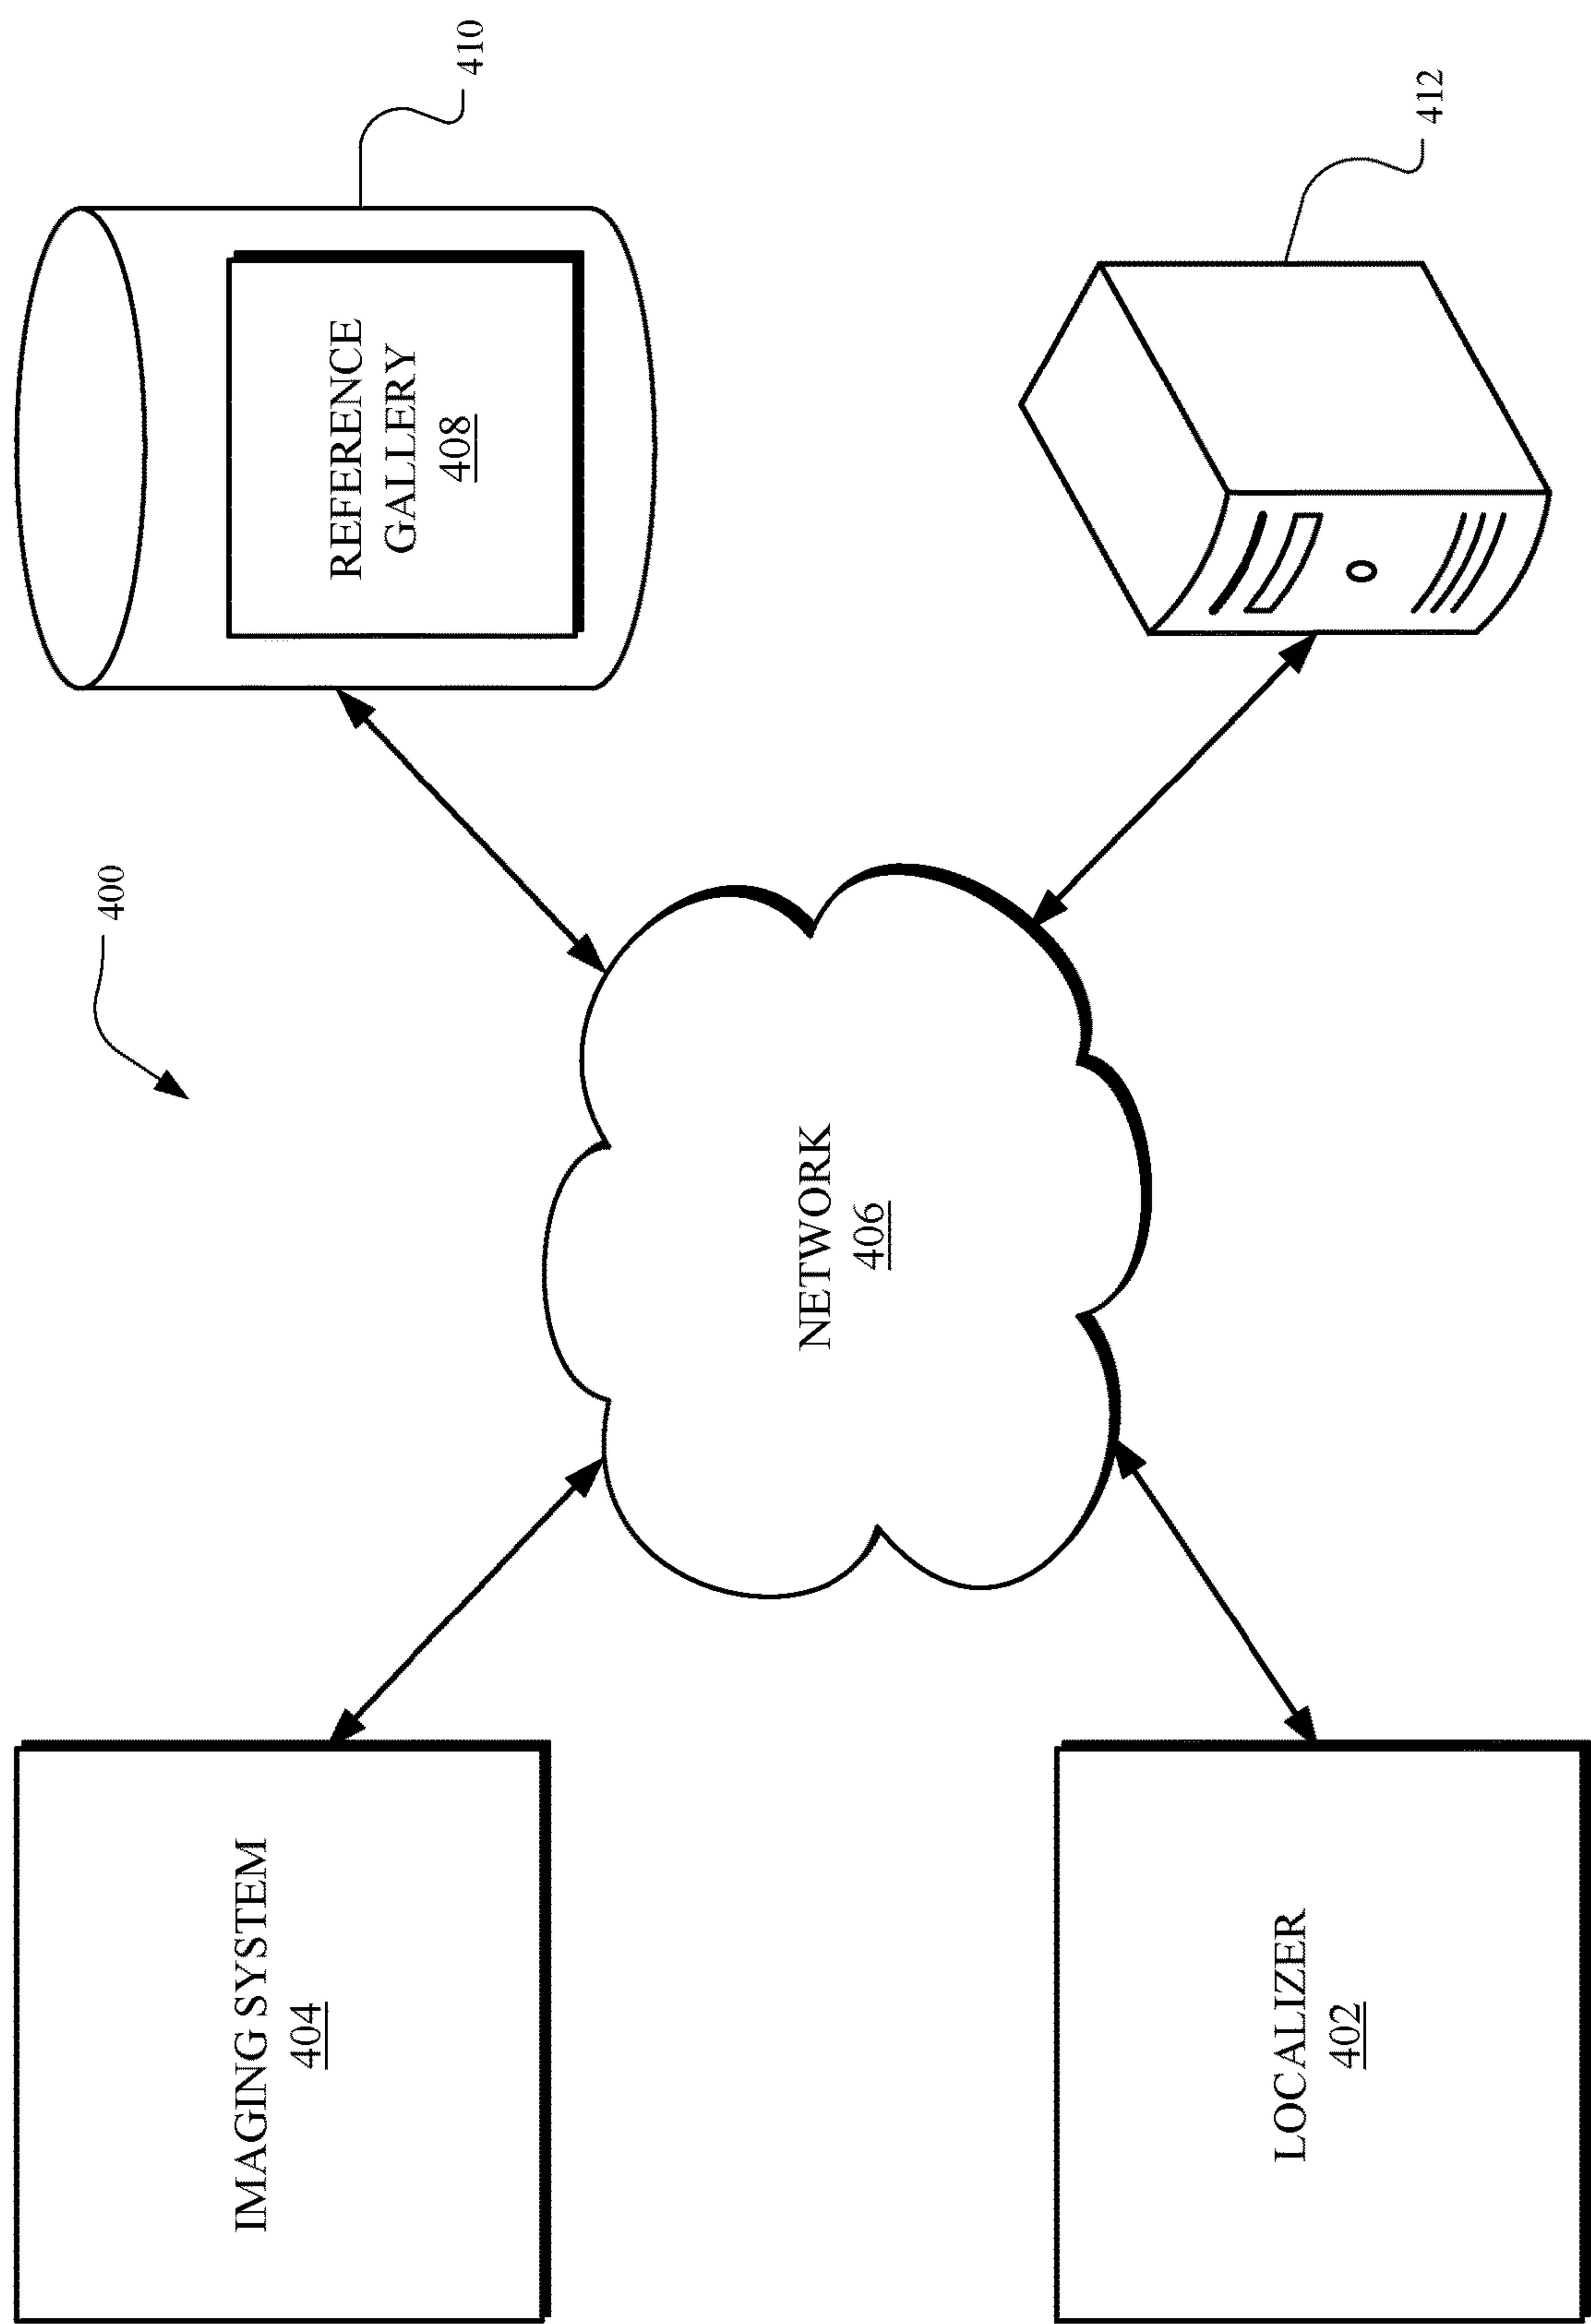 IMAGING SYSTEM
404
400
REFERENCE
GALLERY
408
410
NETWORK
406
LOCALIZER
402
412